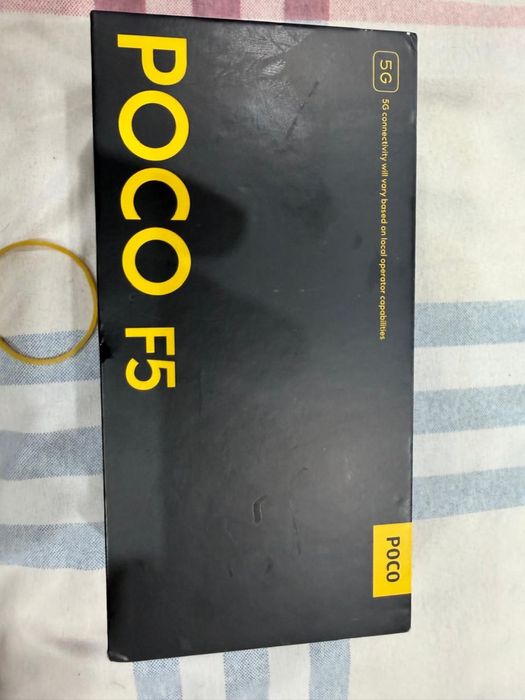 5G
5G connectivity will vary based on local operator capabilities
POCO
POCO F5